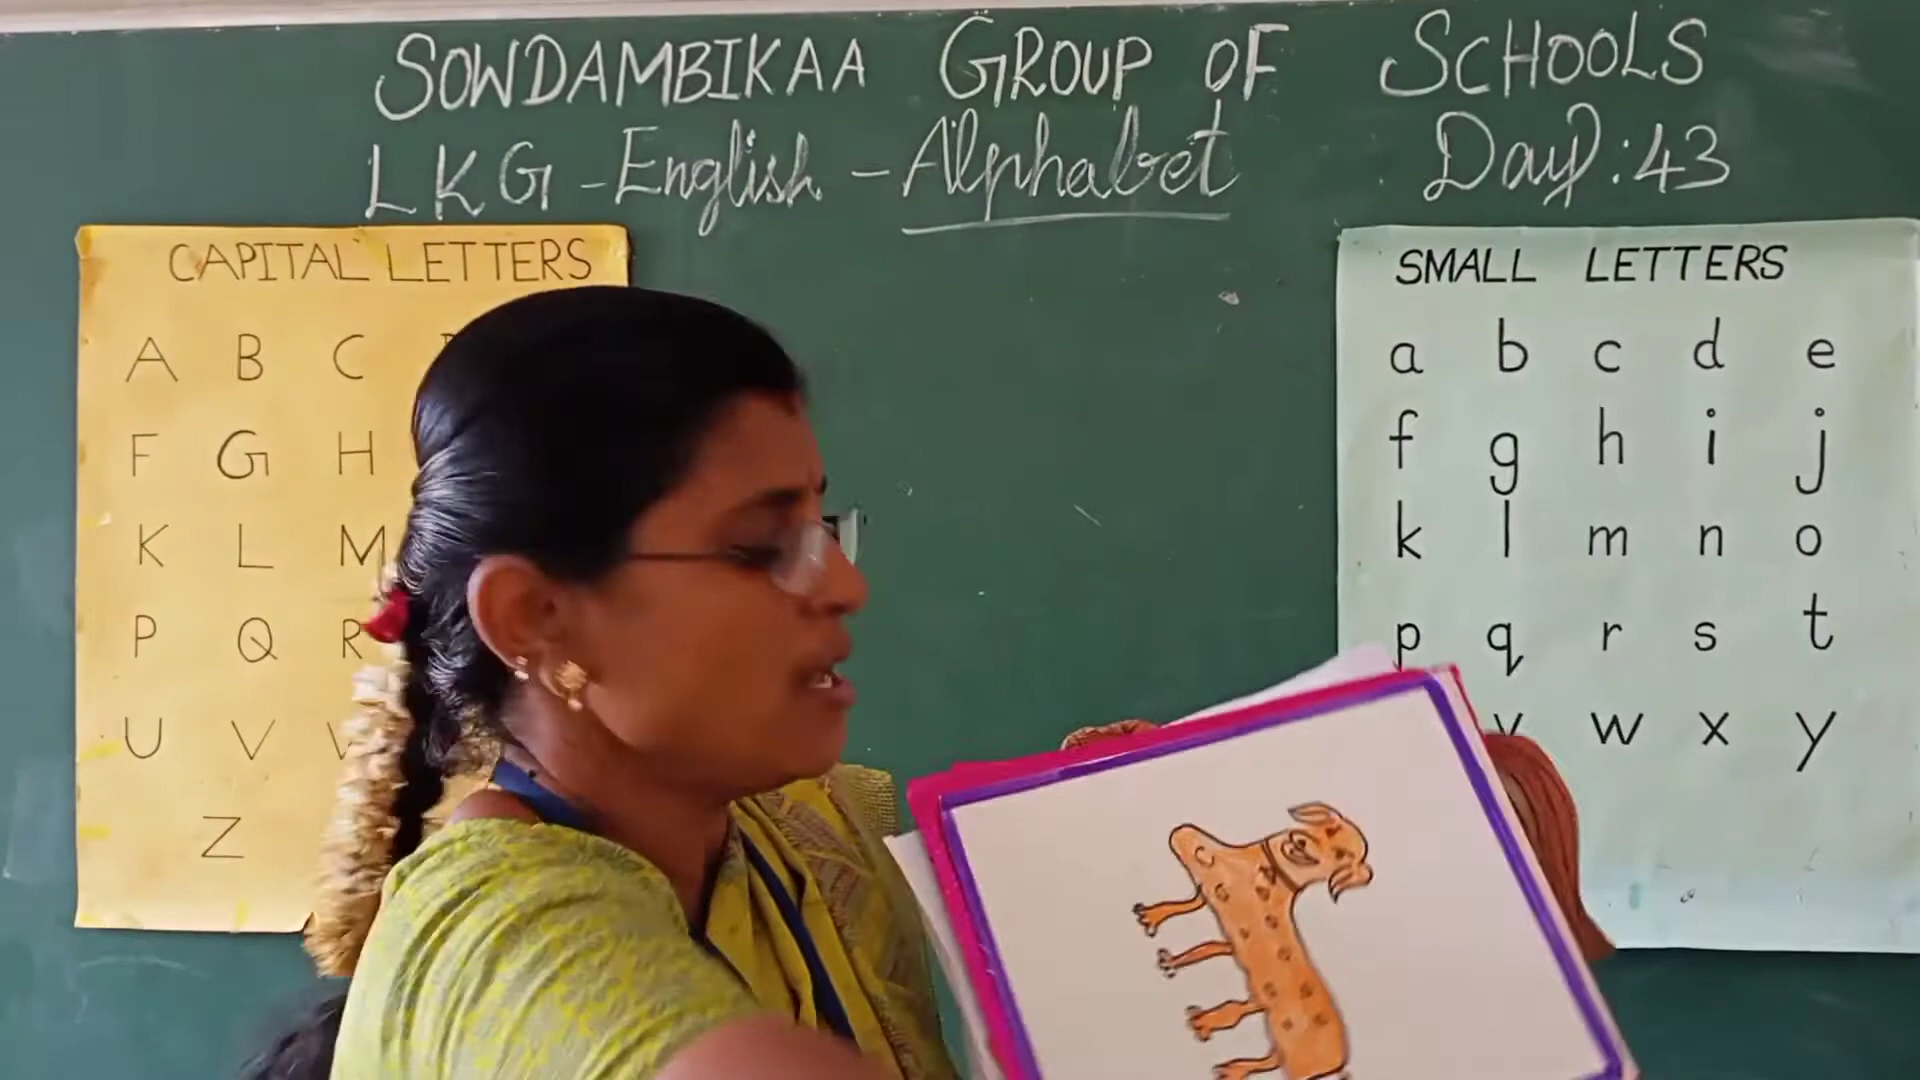 SOWDAMBIKAA GROUP OF SCHOOLS
LKG - English - Alphabet Day : 43
CAPITAL LETTERS
A B C
F G H
K L M
P Q R
U V
Z
SMALL LETTERS
a b c d e
f g h i j
k l m n o
p q r s t
v w x y